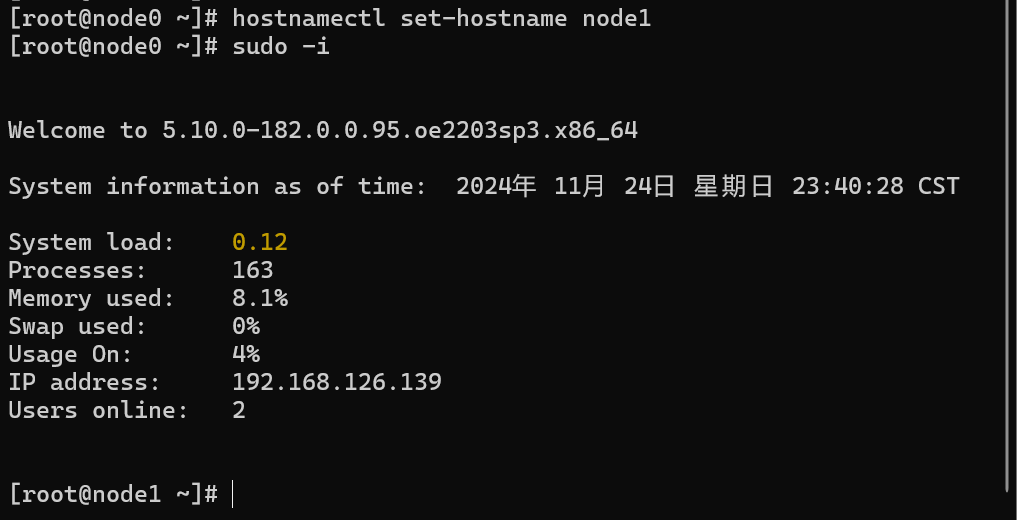 [root@node0 ~]# hostnamectl set-hostname node1
[root@node0 ~]# sudo -i
Welcome to 5.10.0-182.0.0.95.oe2203sp3.x86_64
System information as of time:  2024年 11月 24日 星期日 23:40:28 CST
System load:    0.12
Processes:      163
Memory used:    8.1%
Swap used:      0%
Usage On:       4%
IP address:     192.168.126.139
Users online:   2
[root@node1 ~]#